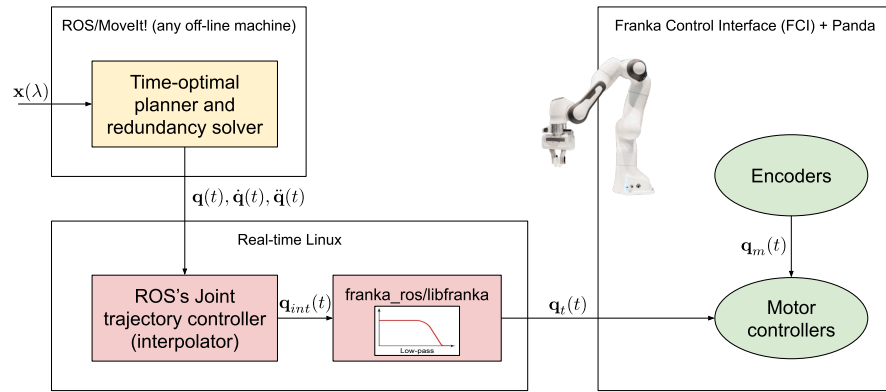 ROS/MoveIt! (any off-line machine)
Franka Control Interface (FCI) + Panda
x(λ)
Time-optimal
planner and
redundancy solver
Encoders
q(t), q̇(t), q̈(t)
Real-time Linux
q_m(t)
ROS's Joint
trajectory controller
(interpolator)
q_int(t)
franka_ros/libfranka
Low-pass
q_t(t)
Motor
controllers